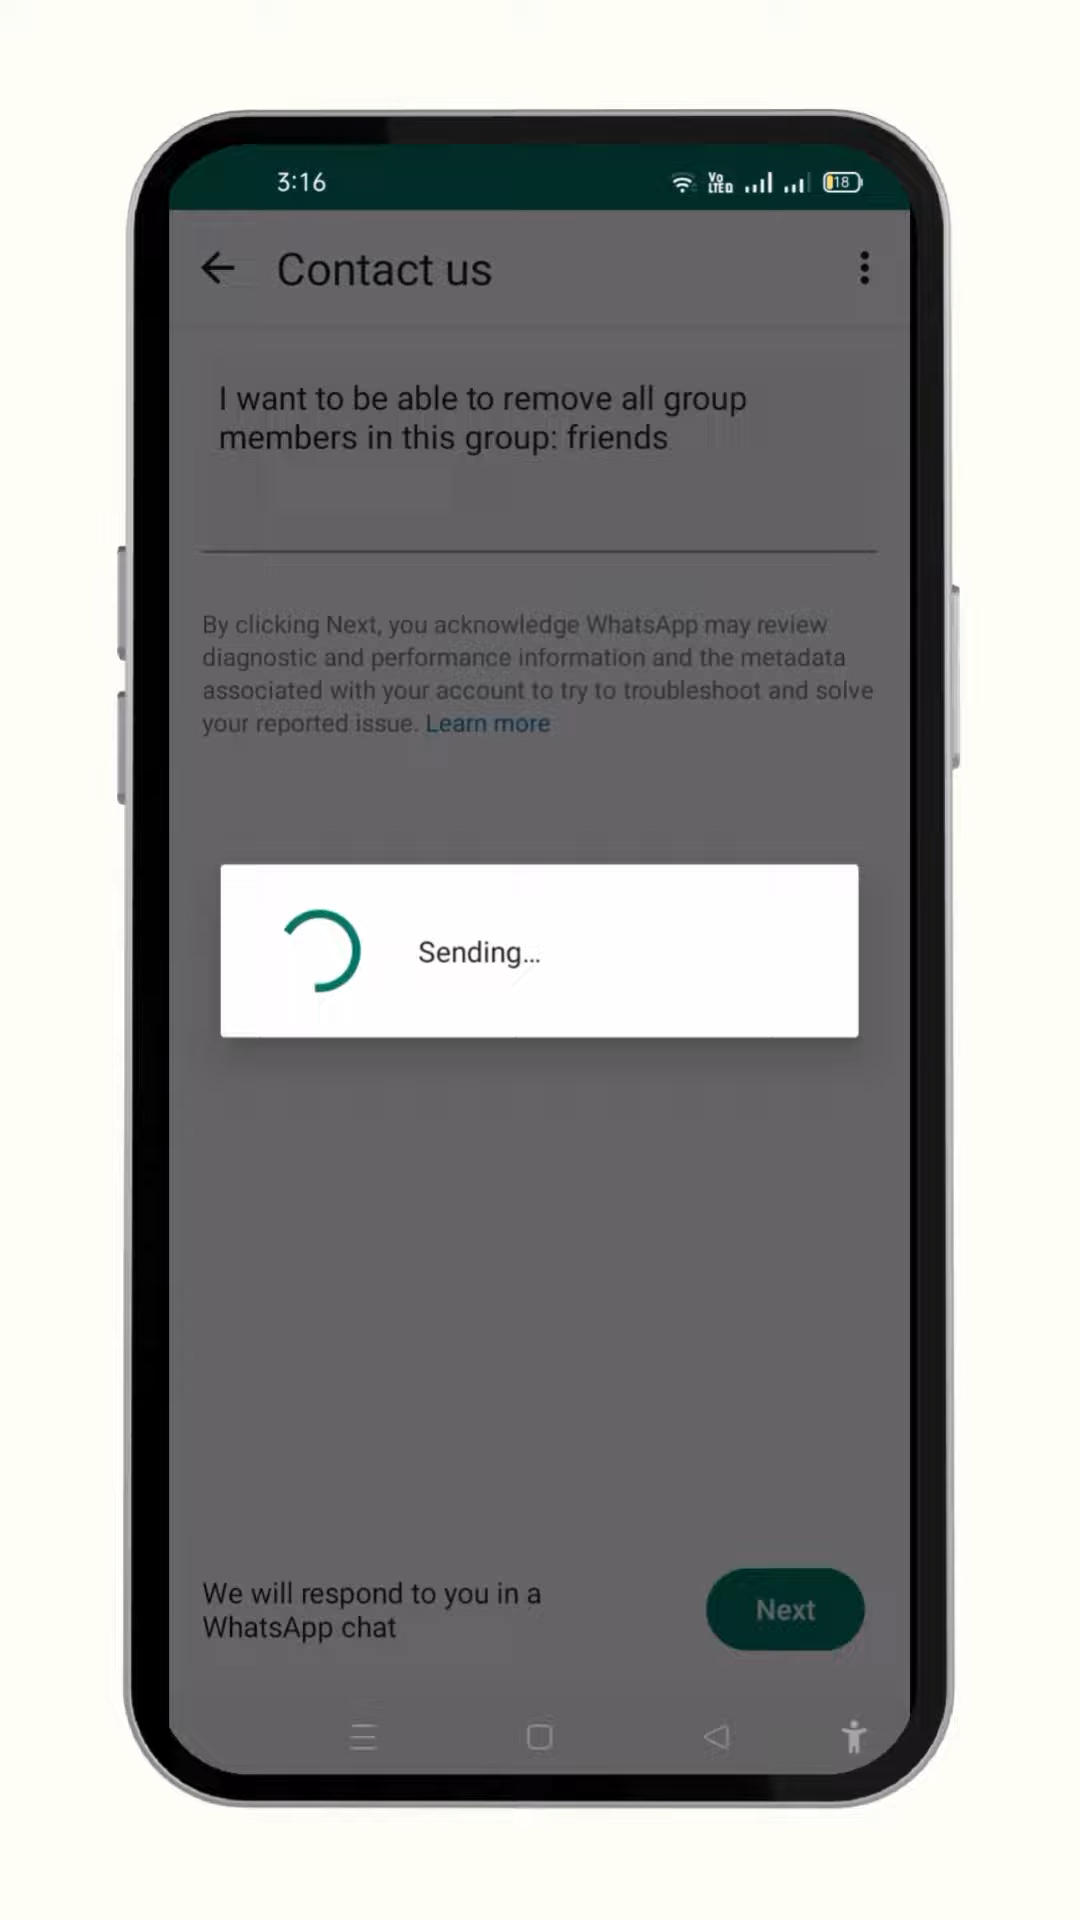 3:16
Vo
LTED
18
Contact us
I want to be able to remove all group
members in this group: friends
By clicking Next, you acknowledge WhatsApp may review
diagnostic and performance information and the metadata
associated with your account to try to troubleshoot and solve
your reported issue. Learn more
Sending...
We will respond to you in a
WhatsApp chat
Next